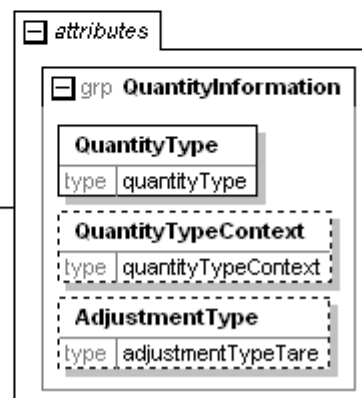 attributes
grp QuantityInformation
QuantityType
type quantityType
QuantityTypeContext
type quantityTypeContext
AdjustmentType
type adjustmentTypeTare